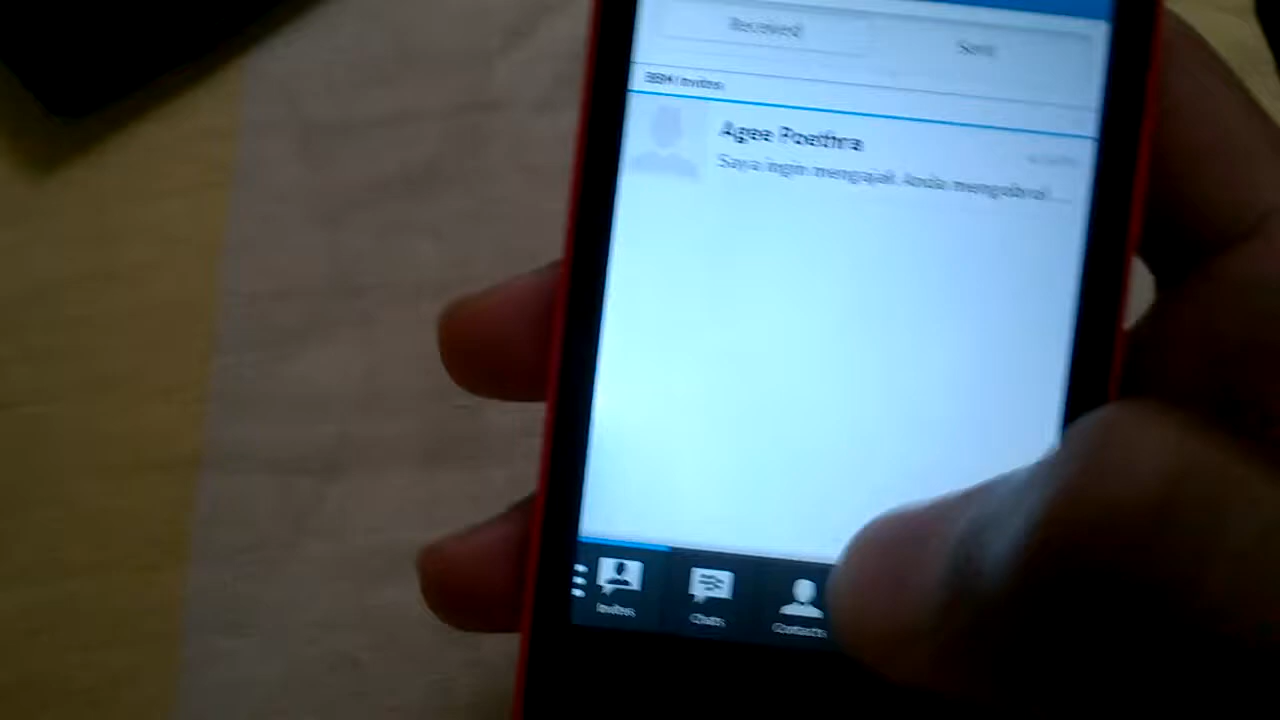 Received
Sent
BBM Invites
Agee Poethra
Saya ingin mengajak Anda mengobrol ...
Invites
Chats
Contacts